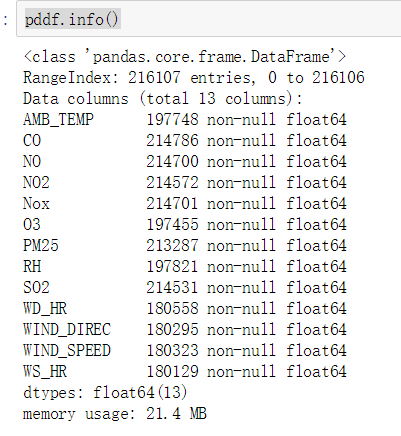 : pddf.info()
<class 'pandas.core.frame.DataFrame'>
RangeIndex: 216107 entries, 0 to 216106
Data columns (total 13 columns):
AMB_TEMP      197748 non-null float64
CO            214786 non-null float64
NO            214700 non-null float64
NO2           214572 non-null float64
Nox           214701 non-null float64
O3            197455 non-null float64
PM25          213287 non-null float64
RH            197821 non-null float64
SO2           214531 non-null float64
WD_HR         180558 non-null float64
WIND_DIREC    180295 non-null float64
WIND_SPEED    180323 non-null float64
WS_HR         180129 non-null float64
dtypes: float64(13)
memory usage: 21.4 MB